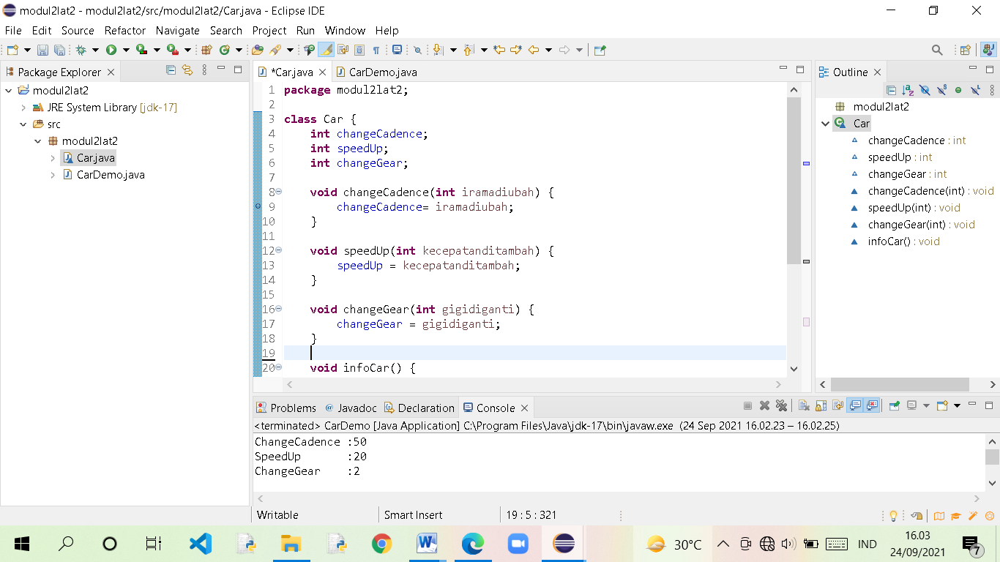 modul2lat2 - modul2lat2/src/modul2lat2/Car.java - Eclipse IDE
File Edit Source Refactor Navigate Search Project Run Window Help
Package Explorer
modul2lat2
JRE System Library [jdk-17]
src
modul2lat2
Car.java
CarDemo.java
*Car.java CarDemo.java
1 package modul2lat2;
2
3 class Car {
4 int changeCadence;
5 int speedUp;
6 int changeGear;
7
8 void changeCadence(int iramadiubah) {
9 changeCadence= iramadiubah;
10 }
11
12 void speedUp(int kecepatanditambah) {
13 speedUp = kecepatanditambah;
14 }
15
16 void changeGear(int gigidiganti) {
17 changeGear = gigidiganti;
18 }
19
20 void infoCar() {
Outline
modul2lat2
Car
changeCadence : int
speedUp : int
changeGear : int
changeCadence(int) : void
speedUp(int) : void
changeGear(int) : void
infoCar() : void
Problems @ Javadoc Declaration Console
<terminated> CarDemo [Java Application] C:\Program Files\Java\jdk-17\bin\javaw.exe (24 Sep 2021 16.02.23 – 16.02.25)
ChangeCadence :50
SpeedUp :20
ChangeGear :2
Writable Smart Insert 19 : 5 : 321
30°C IND 16.03
24/09/2021
7